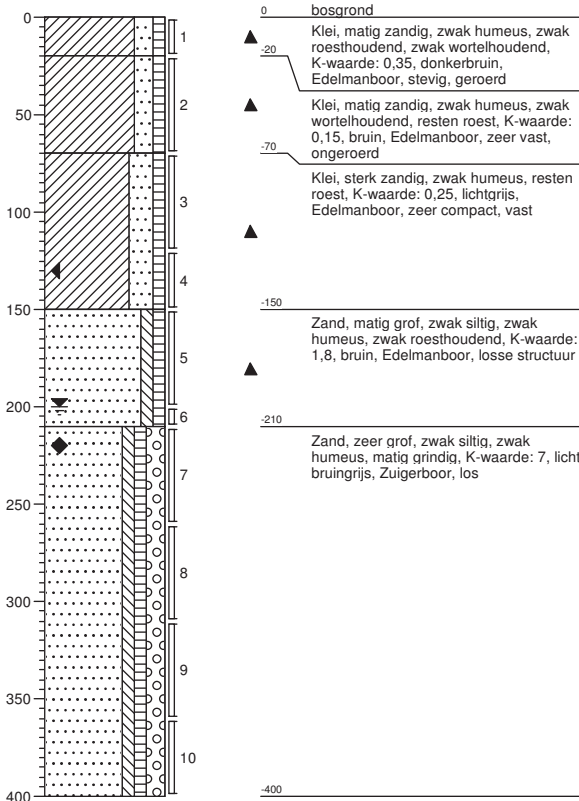 0
50
100
150
200
250
300
350
400
1
2
3
4
5
6
7
8
9
10
0 bosgrond
Klei, matig zandig, zwak humeus, zwak
roesthoudend, zwak wortelhoudend,
K-waarde: 0,35, donkerbruin,
Edelmanboor, stevig, geroerd
-20
Klei, matig zandig, zwak humeus, zwak
wortelhoudend, resten roest, K-waarde:
0,15, bruin, Edelmanboor, zeer vast,
ongeroerd
-70
Klei, sterk zandig, zwak humeus, resten
roest, K-waarde: 0,25, lichtgrijs,
Edelmanboor, zeer compact, vast
-150
Zand, matig grof, zwak siltig, zwak
humeus, zwak roesthoudend, K-waarde:
1,8, bruin, Edelmanboor, losse structuur
-210
Zand, zeer grof, zwak siltig, zwak
humeus, matig grindig, K-waarde: 7, licht
bruingrijs, Zuigerboor, los
-400